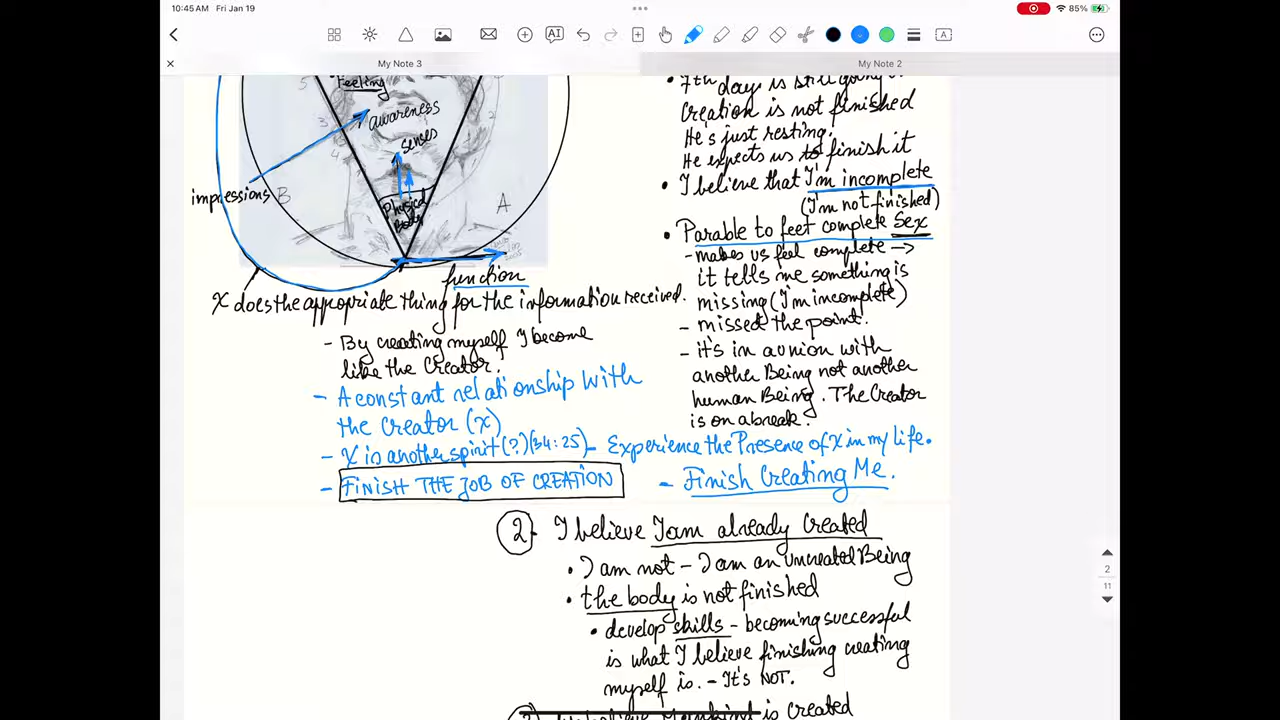 10:45 AM Fri Jan 19
85%
My Note 3
My Note 2
Feeling
awareness
senses
impressions
B
Physical
Body
A
function
X does the appropriate thing for the information received.
- By creating myself I become
like the Creator?
- A constant relationship with
the Creator (x)
- X is another spirit (?) (34:25)
- FINISH THE JOB OF CREATION
• 7th day is still going
Creation is not finished
He's just resting.
He expects us to finish it
• I believe that I'm incomplete
(I'm not finished)
• Parable to feet complete Sex
- makes us feel complete →
it tells me something is
missing (I'm incomplete)
- missed the point.
- it's in a union with
another Being not another
human Being. The Creator
is on a break.
- Experience the Presence of X in my life.
- Finish Creating Me.
2- I believe I am already created
• I am not - I am an uncreated Being
• the body is not finished
• develop skills - becoming successful
is what I believe finishing creating
myself is. - It's NOT.
is created
2
11